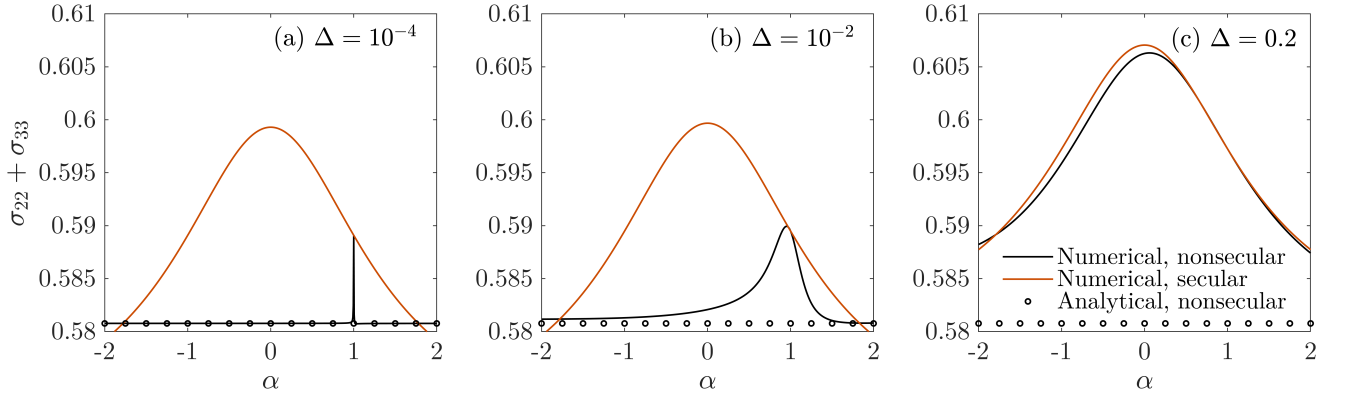 σ22 + σ33
0.61
0.605
0.6
0.595
0.59
0.585
0.58
-2 -1 0 1 2
α
(a) Δ = 10⁻⁴
0.61
0.605
0.6
0.595
0.59
0.585
0.58
-2 -1 0 1 2
α
(b) Δ = 10⁻²
0.61
0.605
0.6
0.595
0.59
0.585
0.58
-2 -1 0 1 2
α
(c) Δ = 0.2
Numerical, nonsecular
Numerical, secular
Analytical, nonsecular